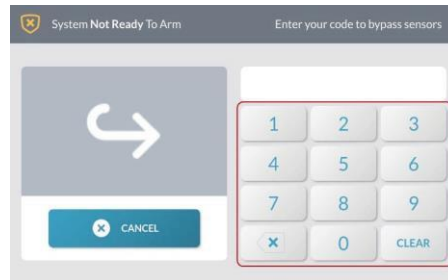 System Not Ready To Arm
Enter your code to bypass sensors
1 2 3
4 5 6
7 8 9
0 CLEAR
CANCEL